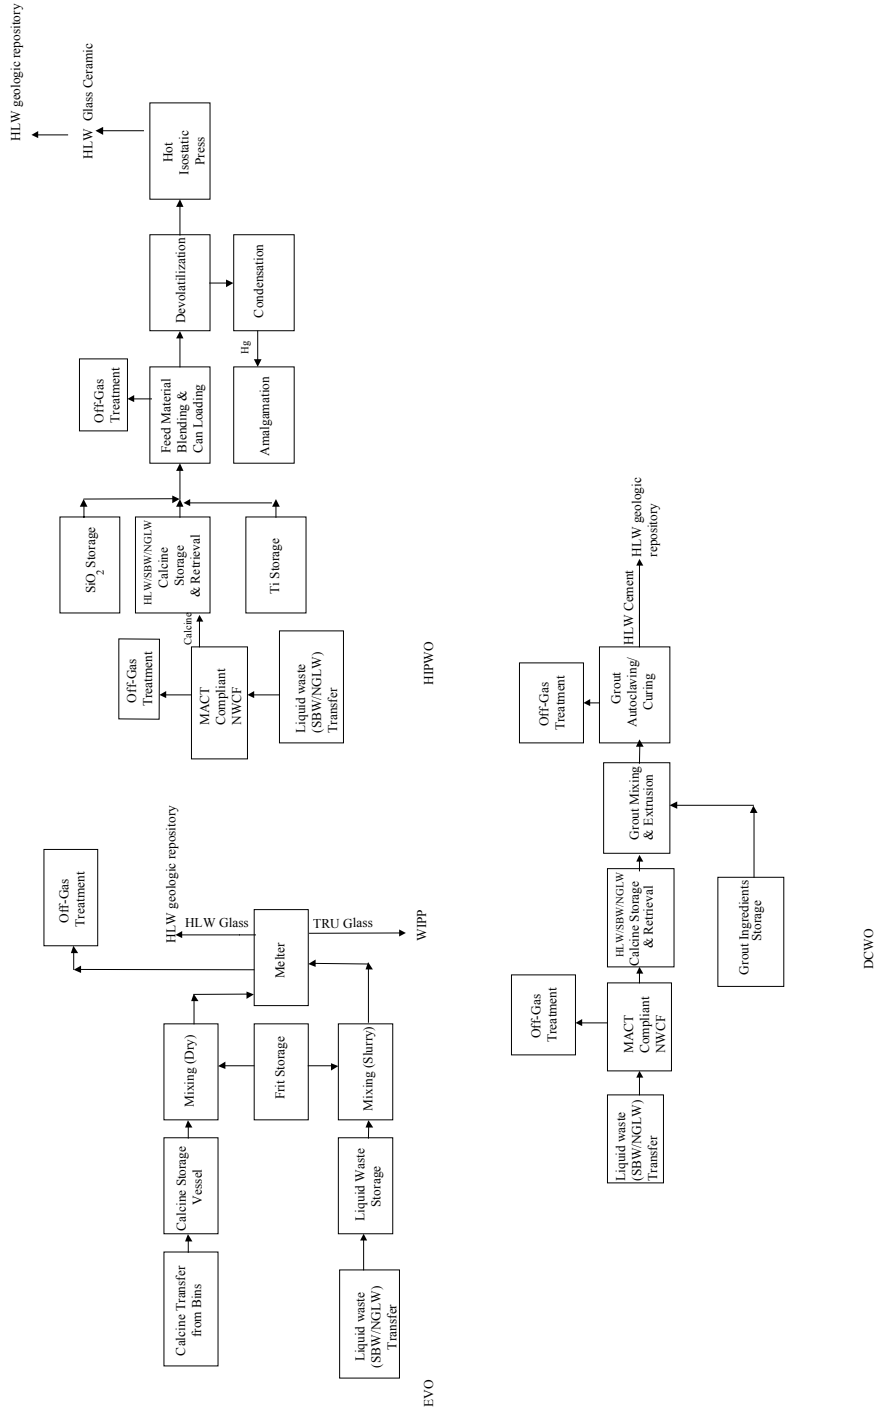 Calcine Transfer
from Bins
Calcine Storage
Vessel
Mixing (Dry)
Frit Storage
Liquid waste
(SBW/NGLW)
Transfer
Liquid Waste
Storage
Mixing (Slurry)
Melter
Off-Gas
Treatment
HLW geologic repository
HLW Glass
TRU Glass
WIPP
EVO
Liquid waste
(SBW/NGLW)
Transfer
MACT
Compliant
NWCF
Off-Gas
Treatment
Calcine
SiO2 Storage
HLW/SBW/NGLW
Calcine
Storage
& Retrieval
Ti Storage
Feed Material
Blending &
Can Loading
Off-Gas
Treatment
Devolatilization
Condensation
Hg
Amalgamation
Hot
Isostatic
Press
HLW Glass Ceramic
HLW geologic repository
HIPWO
Liquid waste
(SBW/NGLW)
Transfer
MACT
Compliant
NWCF
Off-Gas
Treatment
HLW/SBW/NGLW
Calcine Storage
& Retrieval
Grout Ingredients
Storage
Grout Mixing
& Extrusion
Grout
Autoclaving/
Curing
Off-Gas
Treatment
HLW Cement
HLW geologic
repository
DCWO